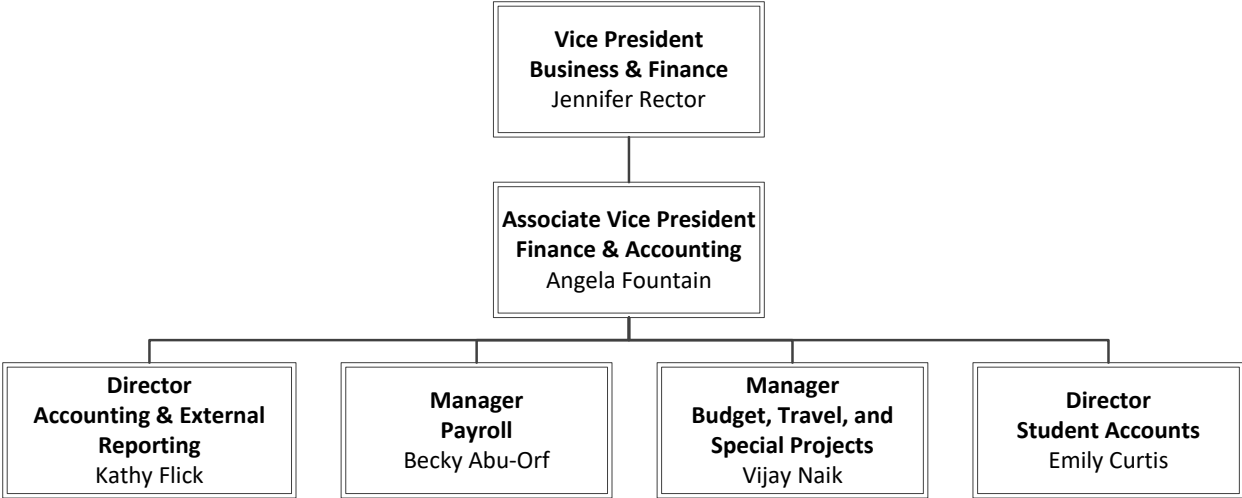 Vice President
Business & Finance
Jennifer Rector
Associate Vice President
Finance & Accounting
Angela Fountain
Director
Accounting & External
Reporting
Kathy Flick
Manager
Payroll
Becky Abu-Orf
Manager
Budget, Travel, and
Special Projects
Vijay Naik
Director
Student Accounts
Emily Curtis